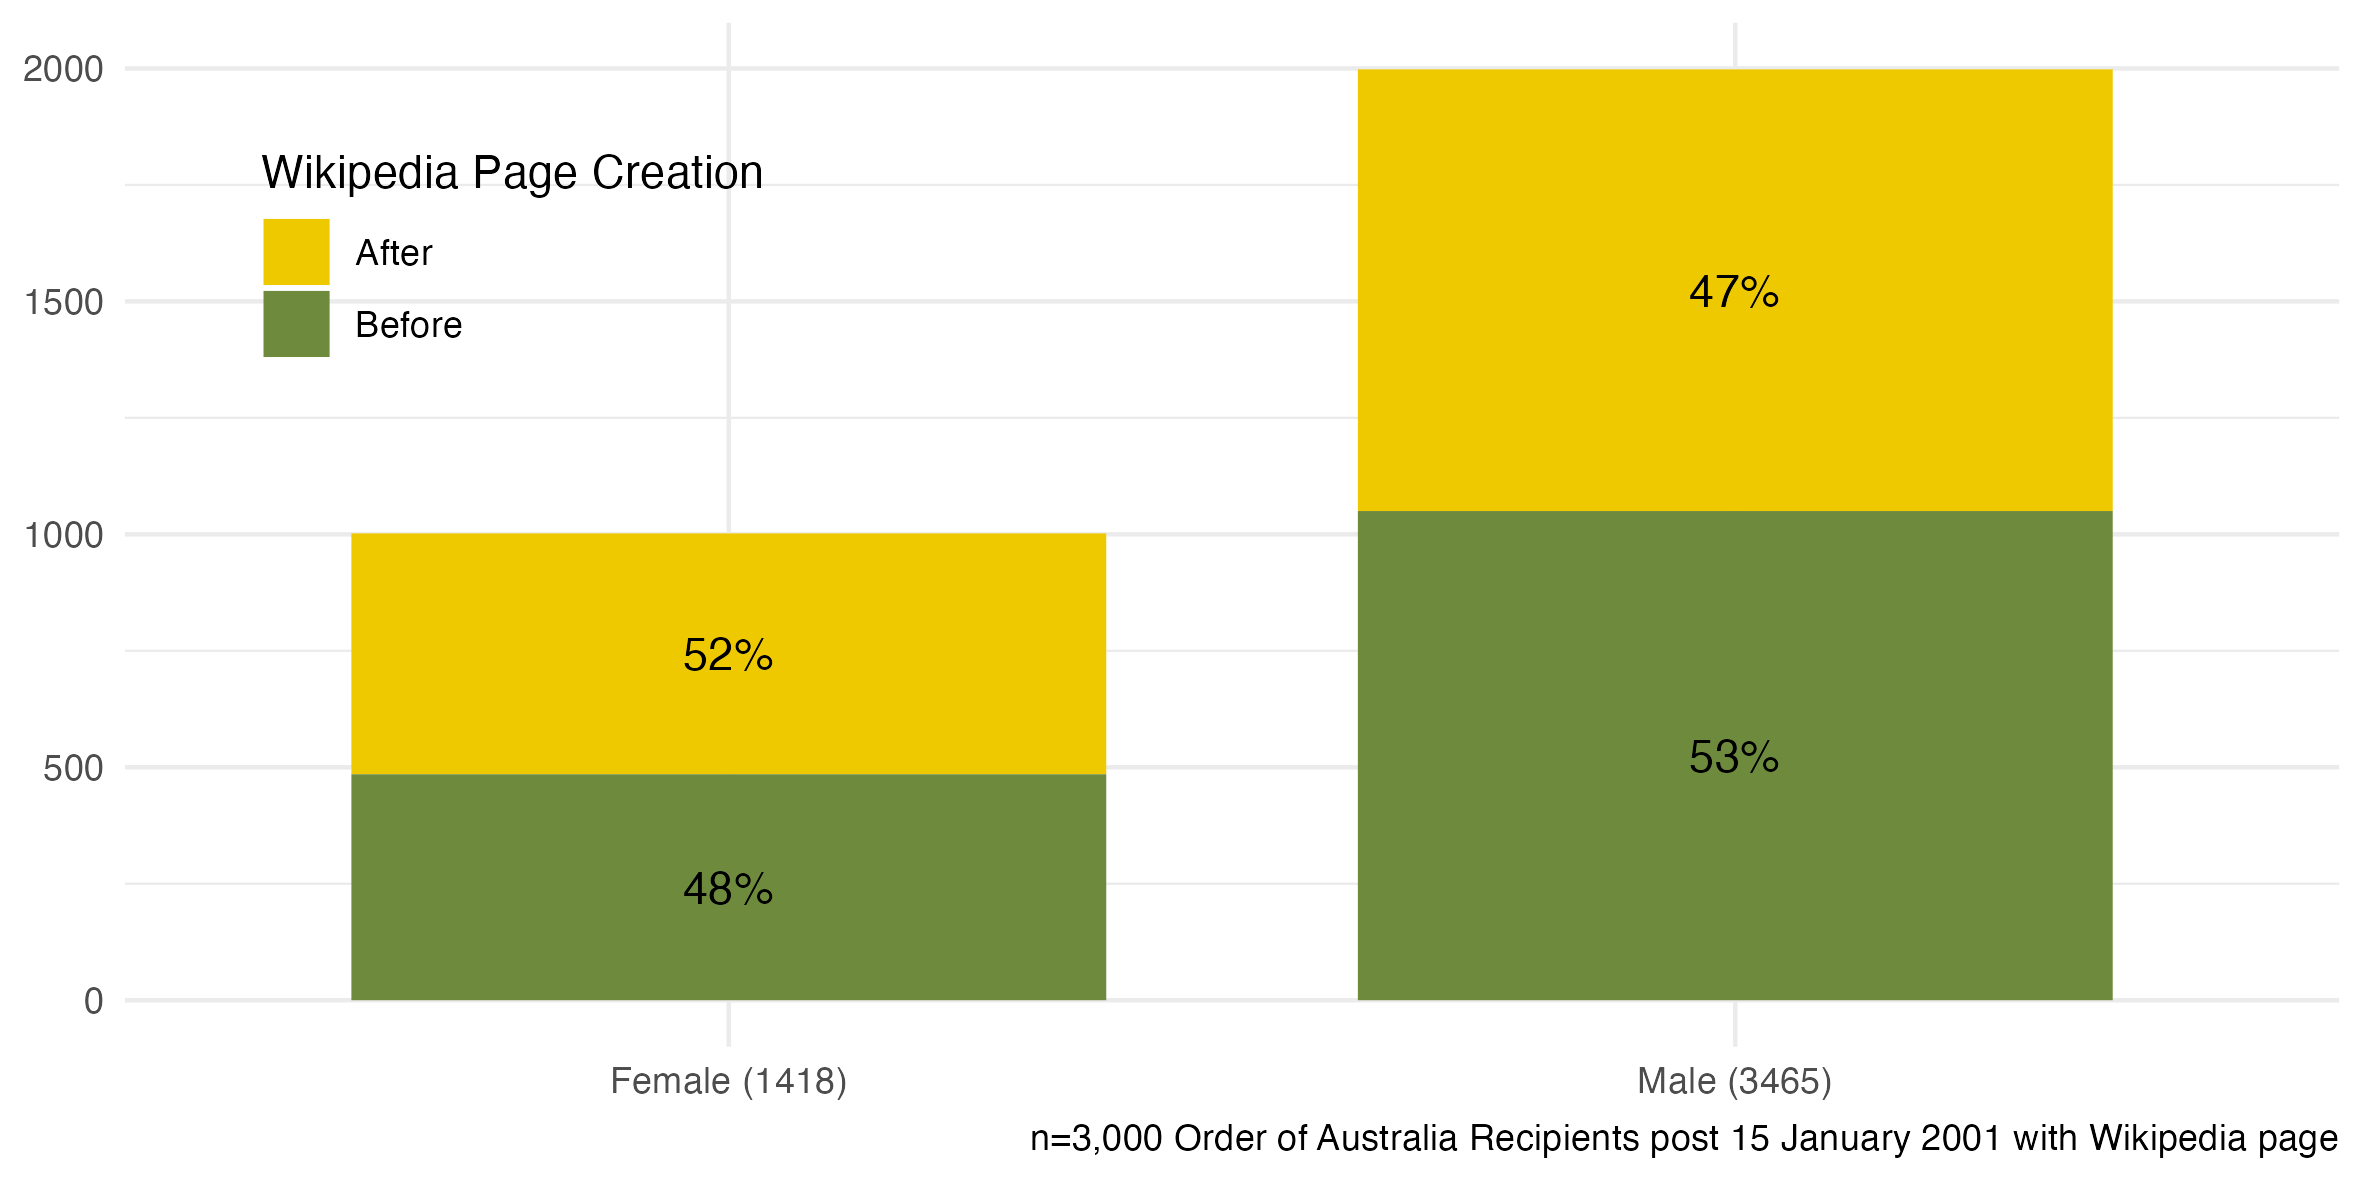 2000
Wikipedia Page Creation
After
1500
47%
Before
1000
52%
500
53%
48%
0
Female (1418)
Male (3465)
n=3,000 Order of Australia Recipients post 15 January 2001 with Wikipedia page